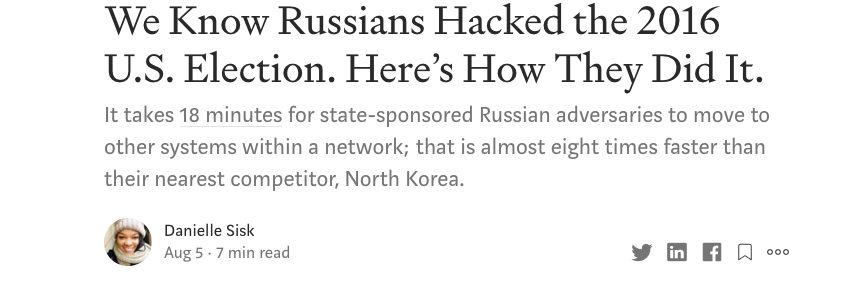 We Know Russians Hacked the 2016
U.S. Election. Here’s How They Did It.
It takes 18 minutes for state-sponsored Russian adversaries to move to
other systems within a network; that is almost eight times faster than
their nearest competitor, North Korea.
Danielle Sisk
Aug 5 · 7 min read